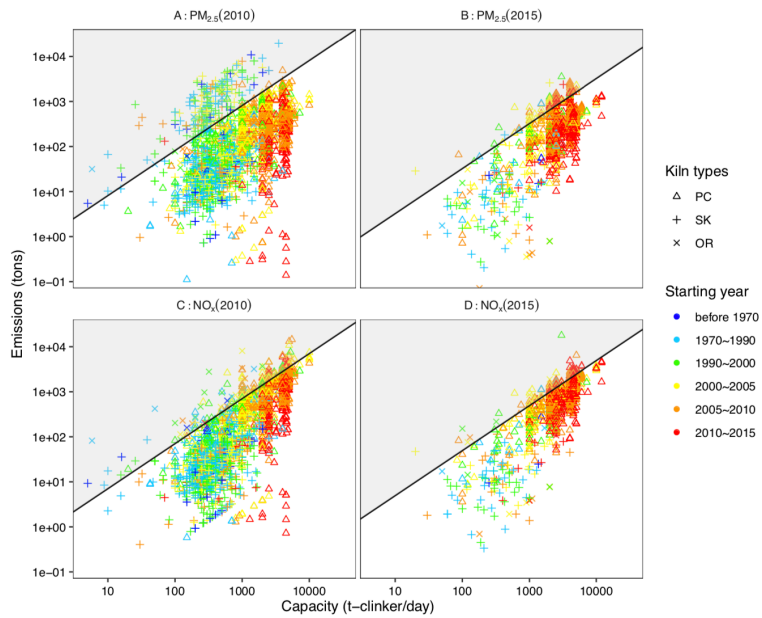 A : PM2.5(2010)
B : PM2.5(2015)
1e+04
1e+03
1e+02
1e+01
1e+00
1e−01
C : NOx(2010)
D : NOx(2015)
1e+04
1e+03
1e+02
1e+01
1e+00
1e−01
10
100
1000
10000
10
100
1000
10000
Emissions (tons)
Capacity (t−clinker/day)
Kiln types
PC
SK
OR
Starting year
before 1970
1970~1990
1990~2000
2000~2005
2005~2010
2010~2015